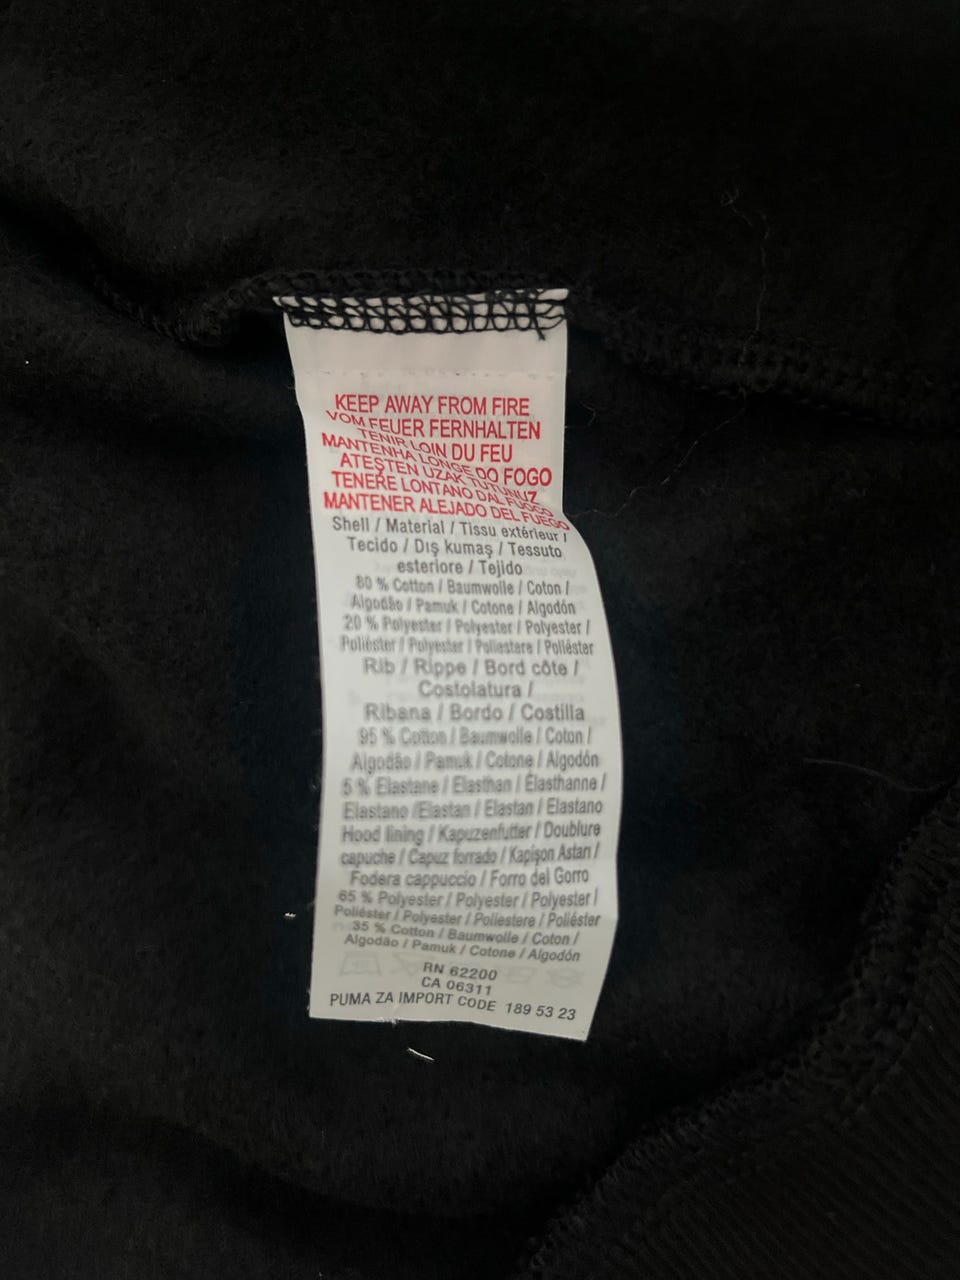 KEEP AWAY FROM FIRE
VOM FEUER FERNHALTEN
TENIR LOIN DU FEU
MANTENHA LONGE DO FOGO
ATEŞTEN UZAK TUTUNUZ
TENERE LONTANO DAL FUOCO
MANTENER ALEJADO DEL FUEGO
Shell / Material / Tissu extérieur /
Tecido / Dış kumaş / Tessuto
esteriore / Tejido
80 % Cotton / Baumwolle / Coton /
Algodão / Pamuk / Cotone / Algodón
20 % Polyester / Polyester / Polyester /
Poliéster / Polyester / Poliestere / Poliéster
Rib / Rippe / Bord côte /
Costolatura /
Ribana / Bordo / Costilla
95 % Cotton / Baumwolle / Coton /
Algodão / Pamuk / Cotone / Algodón
5 % Elastane / Elasthan / Élasthanne /
Elastano /Elastan / Elastan / Elastano
Hood lining / Kapuzenfutter / Doublure
capuche / Capuz forrado / Kapişon Astarı /
Fodera cappuccio / Forro del Gorro
65 % Polyester / Polyester / Polyester /
Poliéster / Polyester / Poliestere / Poliéster
35 % Cotton / Baumwolle / Coton /
Algodão / Pamuk / Cotone / Algodón
RN 62200
CA 06311
PUMA ZA IMPORT CODE 189 53 23